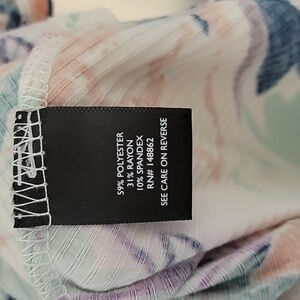 59% POLYESTER
31% RAYON
10% SPANDEX
RN# 148862
SEE CARE ON REVERSE